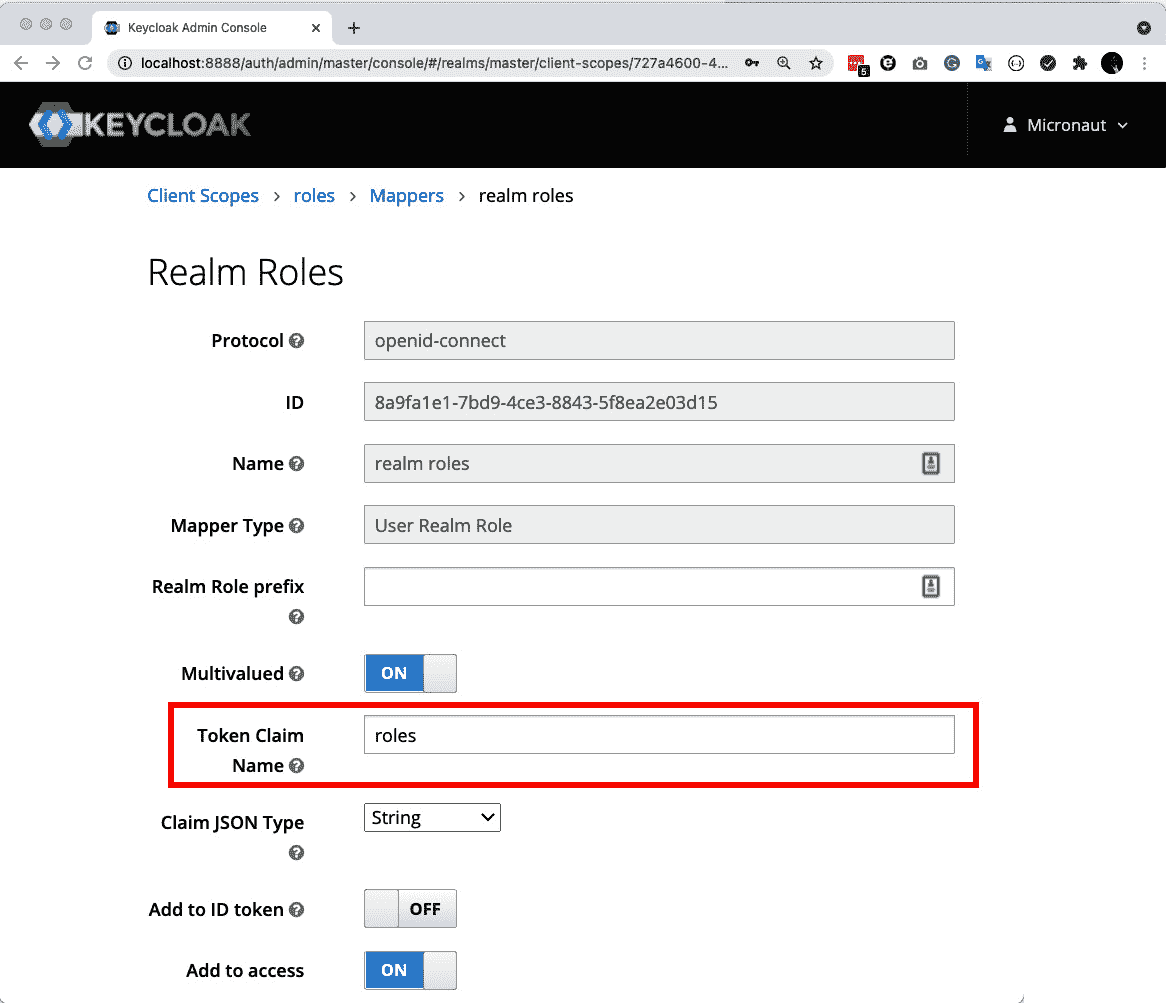 Keycloak Admin Console
localhost:8888/auth/admin/master/console/#/realms/master/client-scopes/727a4600-4...
5
KEYCLOAK
Micronaut
Client Scopes > roles > Mappers > realm roles
Realm Roles
Protocol openid-connect
ID 8a9fa1e1-7bd9-4ce3-8843-5f8ea2e03d15
Name realm roles
Mapper Type User Realm Role
Realm Role prefix
Multivalued ON
Token Claim
Name
roles
Claim JSON Type String
Add to ID token OFF
Add to access ON